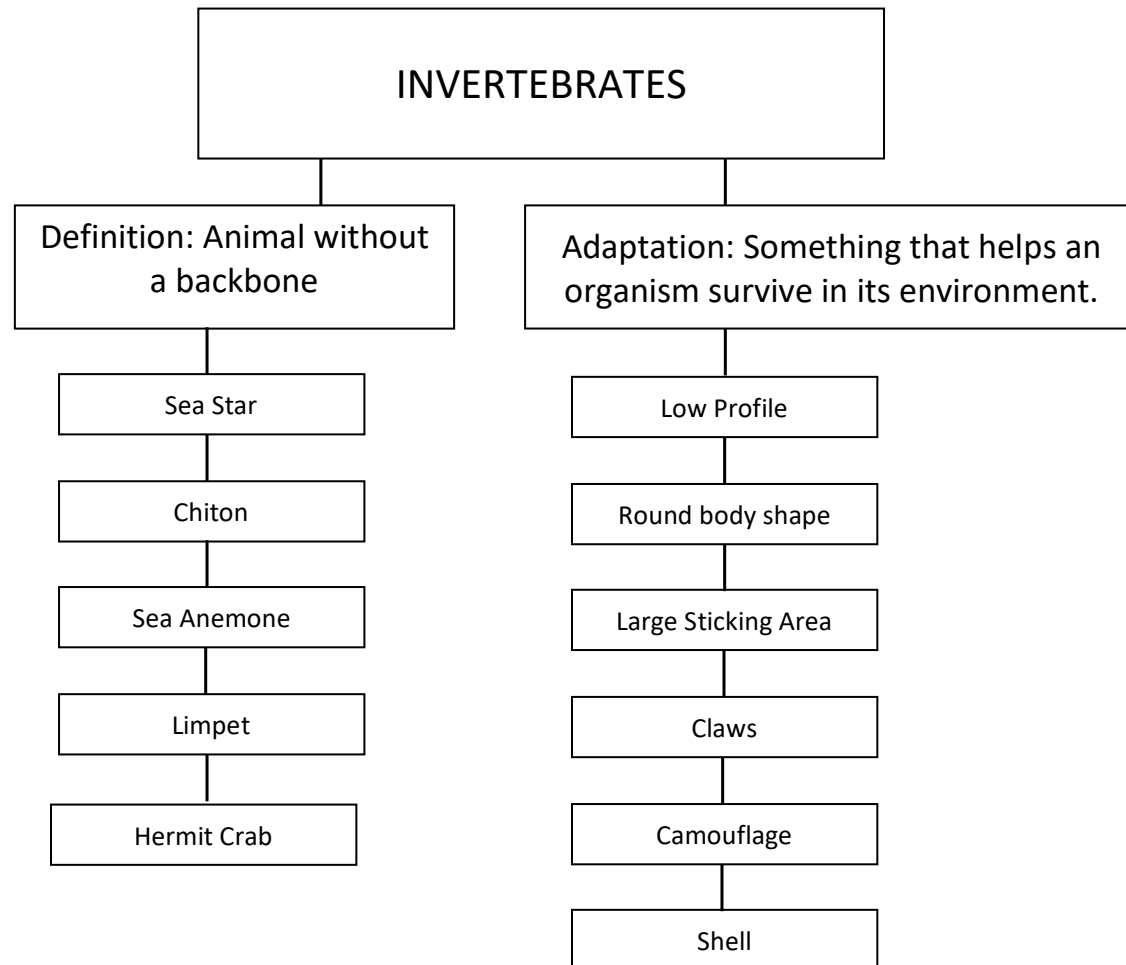 INVERTEBRATES
Definition: Animal without
a backbone
Sea Star
Chiton
Sea Anemone
Limpet
Hermit Crab
Adaptation: Something that helps an
organism survive in its environment.
Low Profile
Round body shape
Large Sticking Area
Claws
Camouflage
Shell